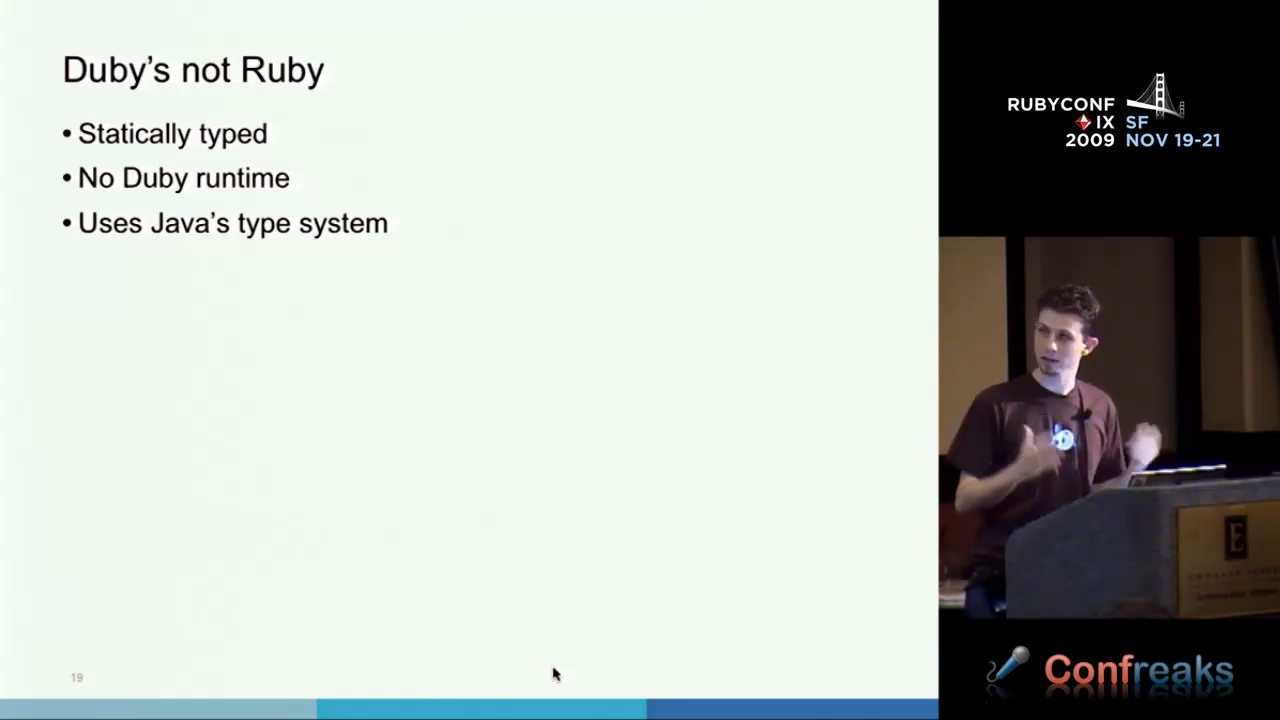 Duby’s not Ruby
• Statically typed
• No Duby runtime
• Uses Java’s type system
19
RUBYCONF
IX SF
2009 NOV 19-21
E
Confreaks